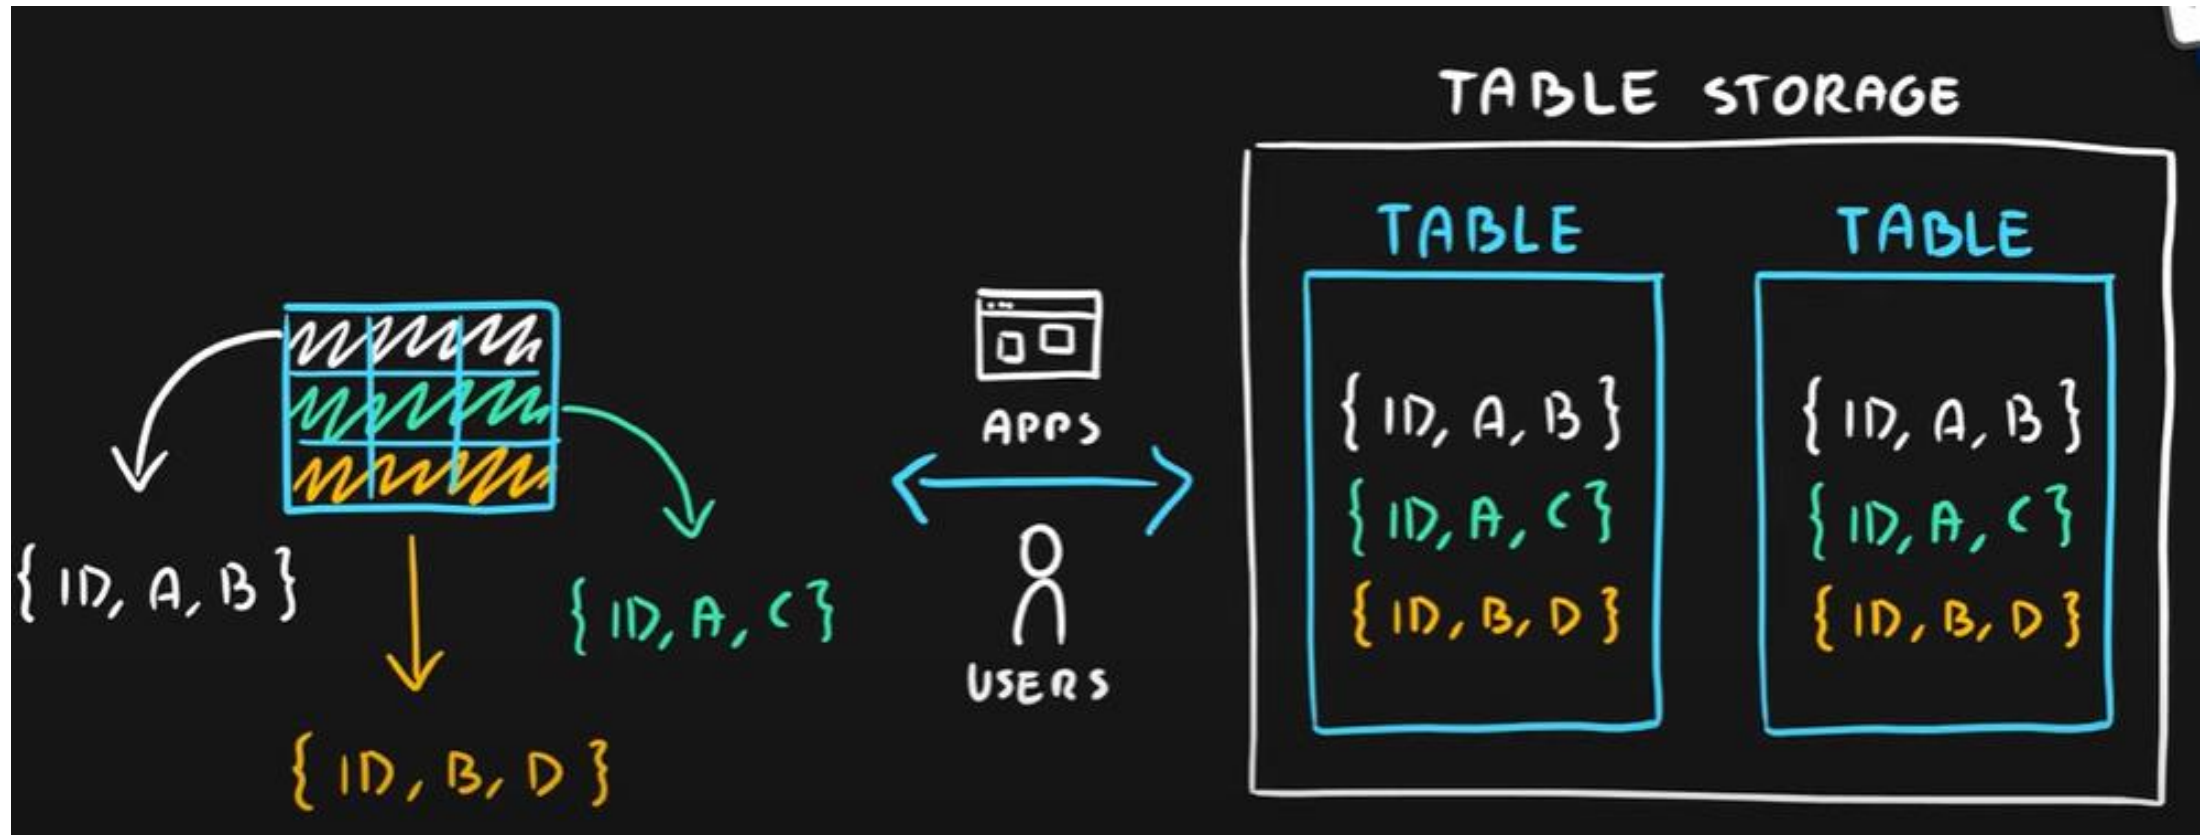 { ID, A, B }
{ ID, B, D }
{ ID, A, C }
APPS
USERS
TABLE STORAGE
TABLE
{ ID, A, B }
{ ID, A, C }
{ ID, B, D }
TABLE
{ ID, A, B }
{ ID, A, C }
{ ID, B, D }